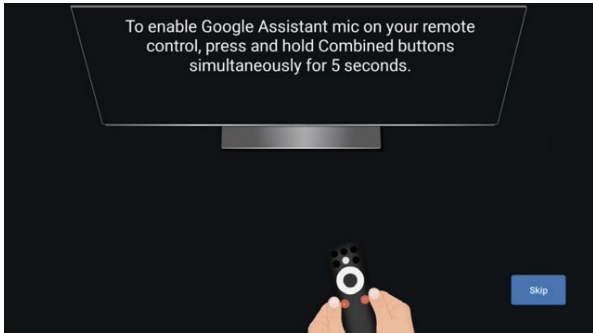 To enable Google Assistant mic on your remote
control, press and hold Combined buttons
simultaneously for 5 seconds.
Skip